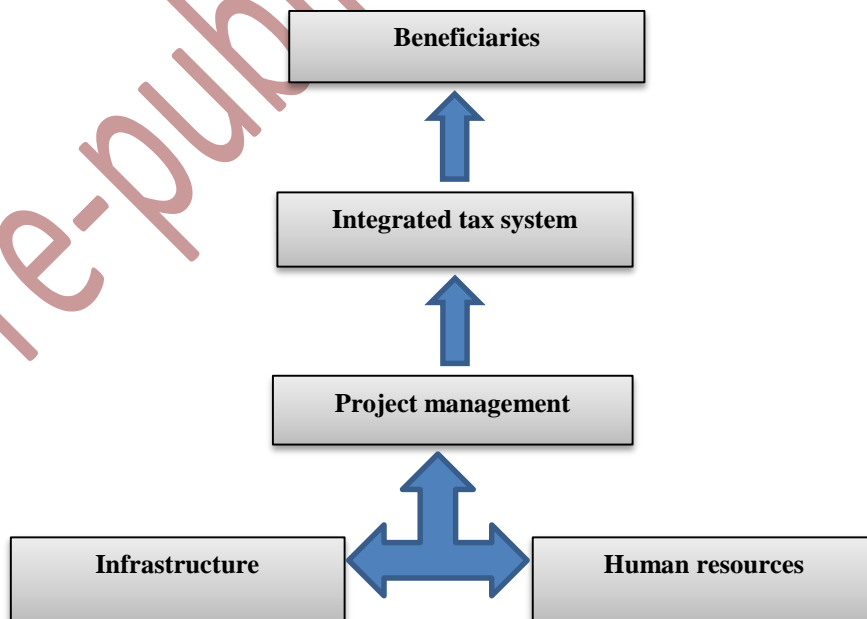 Beneficiaries
Integrated tax system
Project management
Infrastructure
Human resources